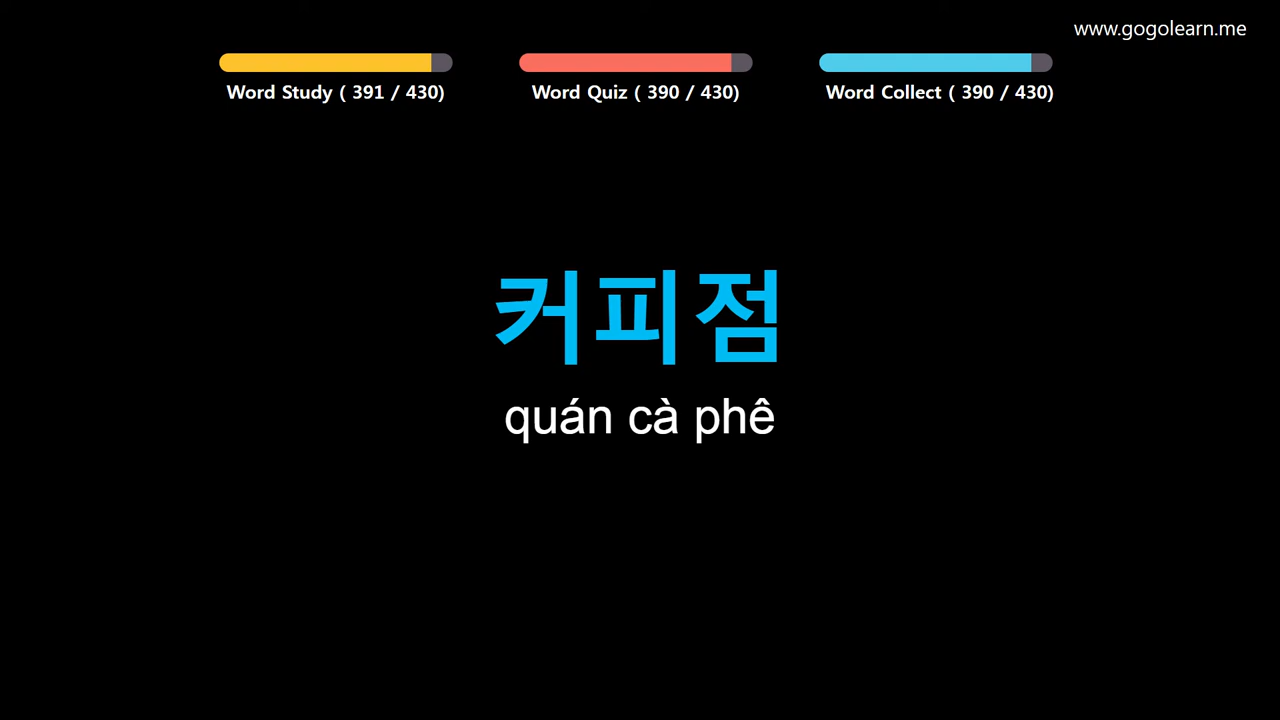 www.gogolearn.me
Word Study ( 391 / 430)
Word Quiz ( 390 / 430)
Word Collect ( 390 / 430)
커피점
quán cà phê